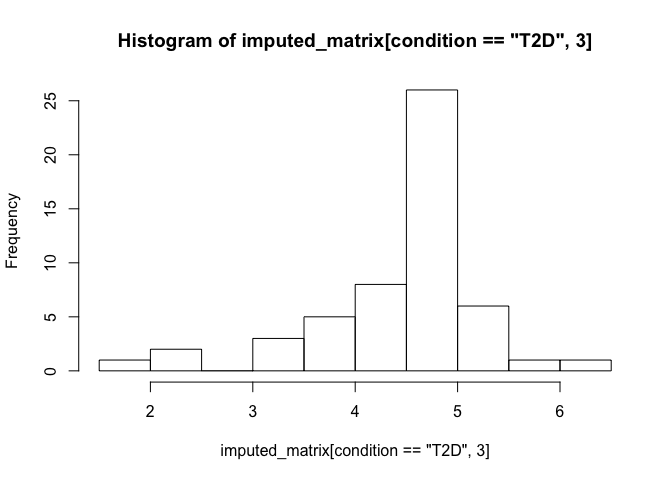 Histogram of imputed_matrix[condition == "T2D", 3]
Frequency
25
20
15
10
5
0
2 3 4 5 6
imputed_matrix[condition == "T2D", 3]